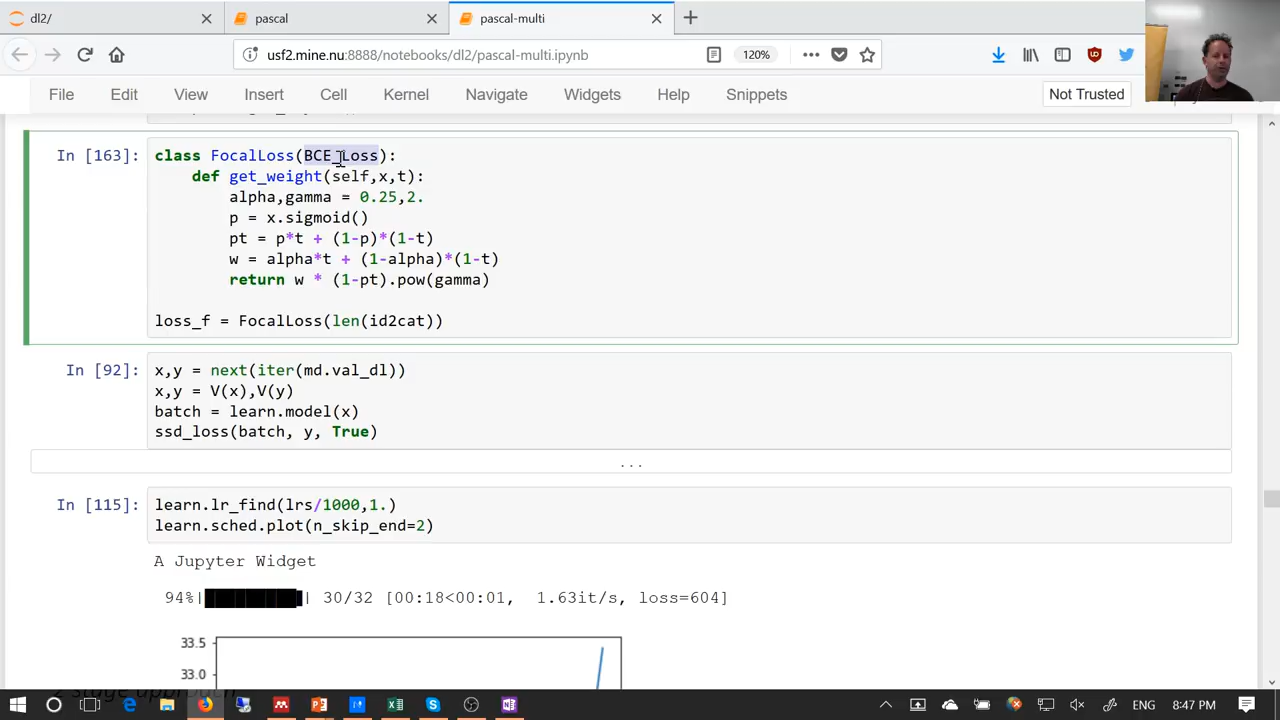 dl2/
pascal
pascal-multi
usf2.mine.nu:8888/notebooks/dl2/pascal-multi.ipynb
120%
File Edit View Insert Cell Kernel Navigate Widgets Help Snippets
Not Trusted
In [163]: class FocalLoss(BCE_Loss):
def get_weight(self,x,t):
alpha,gamma = 0.25,2.
p = x.sigmoid()
pt = p*t + (1-p)*(1-t)
w = alpha*t + (1-alpha)*(1-t)
return w * (1-pt).pow(gamma)
loss_f = FocalLoss(len(id2cat))
In [92]: x,y = next(iter(md.val_dl))
x,y = V(x),V(y)
batch = learn.model(x)
ssd_loss(batch, y, True)
...
In [115]: learn.lr_find(lrs/1000,1.)
learn.sched.plot(n_skip_end=2)
A Jupyter Widget
94%| | 30/32 [00:18<00:01, 1.63it/s, loss=604]
33.5
33.0
2 stage approach
8:47 PM